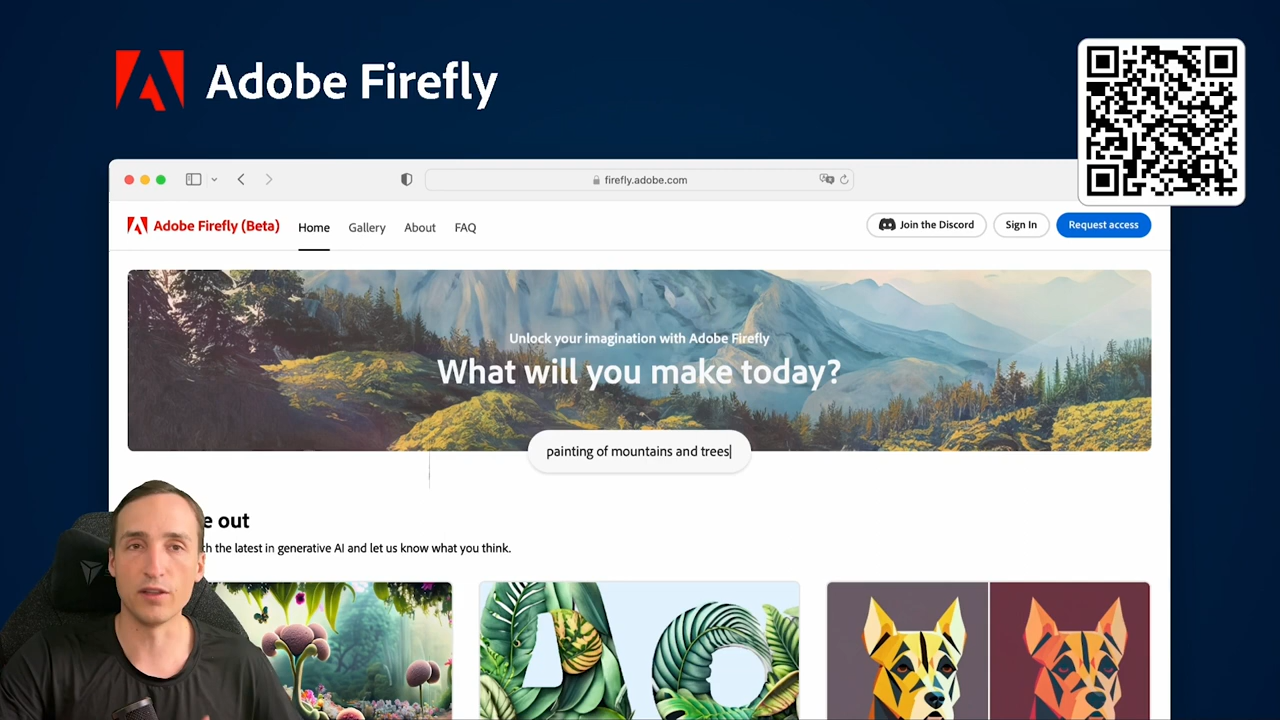 Adobe Firefly
firefly.adobe.com
Adobe Firefly (Beta) Home Gallery About FAQ Join the Discord Sign In Request access
Unlock your imagination with Adobe Firefly
What will you make today?
painting of mountains and trees
out
the latest in generative AI and let us know what you think.